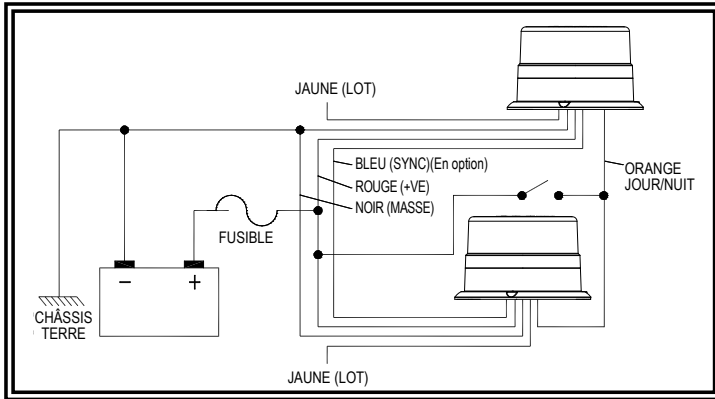 JAUNE (LOT)
BLEU (SYNC)(En option)
ROUGE (+VE)
NOIR (MASSE)
ORANGE
JOUR/NUIT
FUSIBLE
− +
CHÂSSIS
TERRE
JAUNE (LOT)